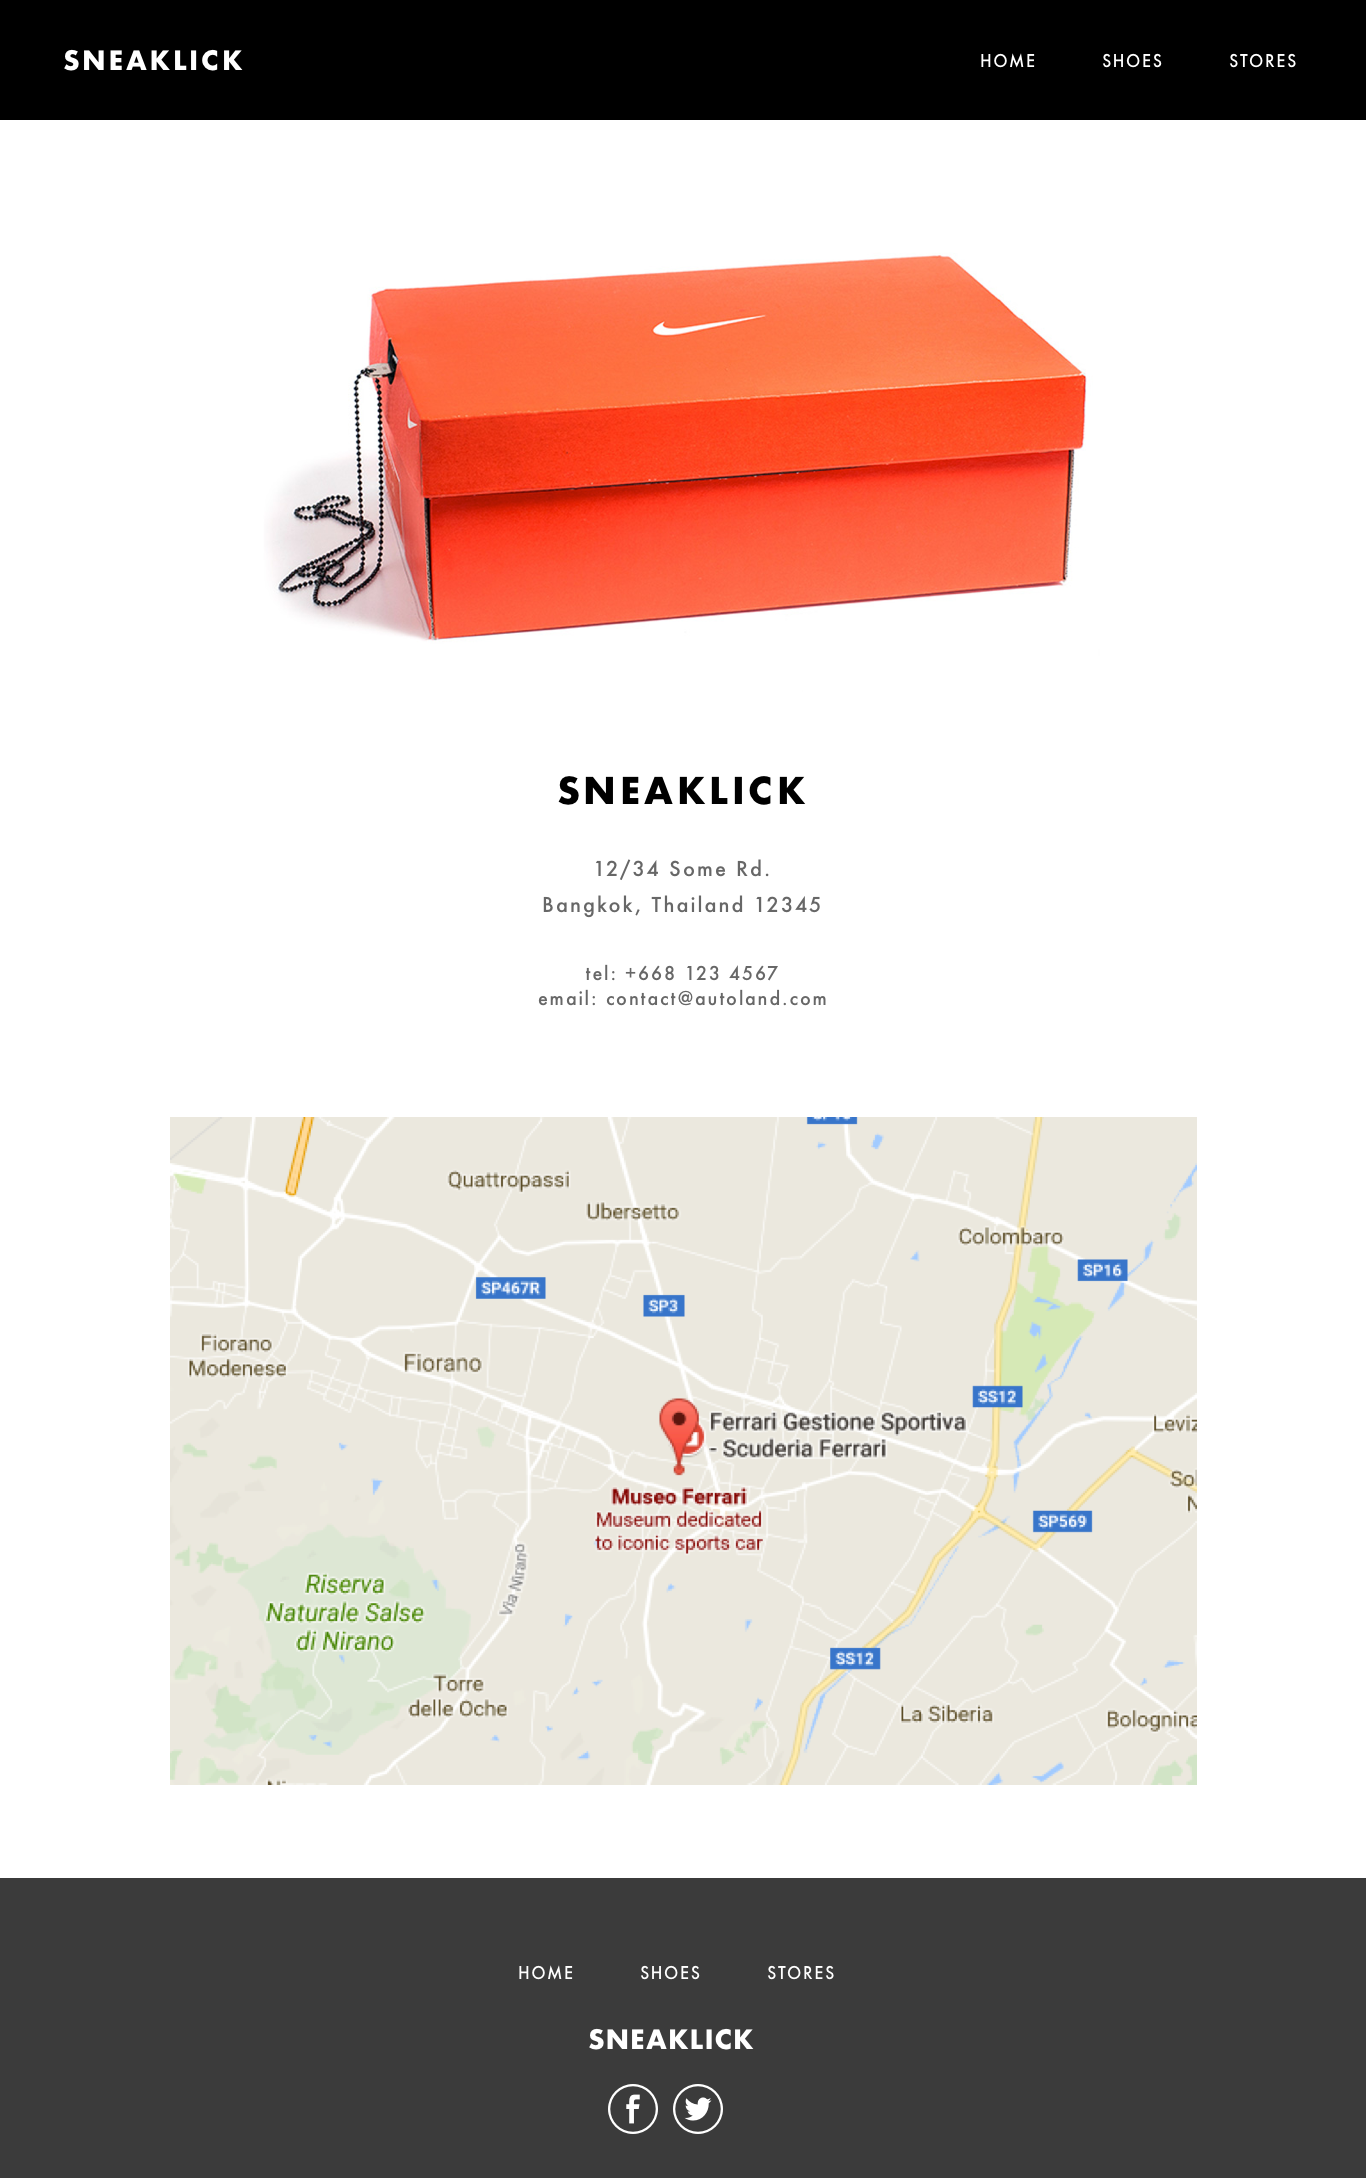 SNEAKLICK
HOME SHOES STORES
SNEAKLICK
12/34 Some Rd.
Bangkok, Thailand 12345
tel: +668 123 4567
email: contact@autoland.com
Quattropassi
Ubersetto
Colombaro
SP16
SP467R
SP3
Fiorano
Modenese
Fiorano
SS12
Ferrari Gestione Sportiva
- Scuderia Ferrari
Museo Ferrari
Museum dedicated
to iconic sports car
SP569
Via Nirano
Riserva
Naturale Salse
di Nirano
SS12
Torre
delle Oche
La Siberia
Bolognina
HOME SHOES STORES
SNEAKLICK